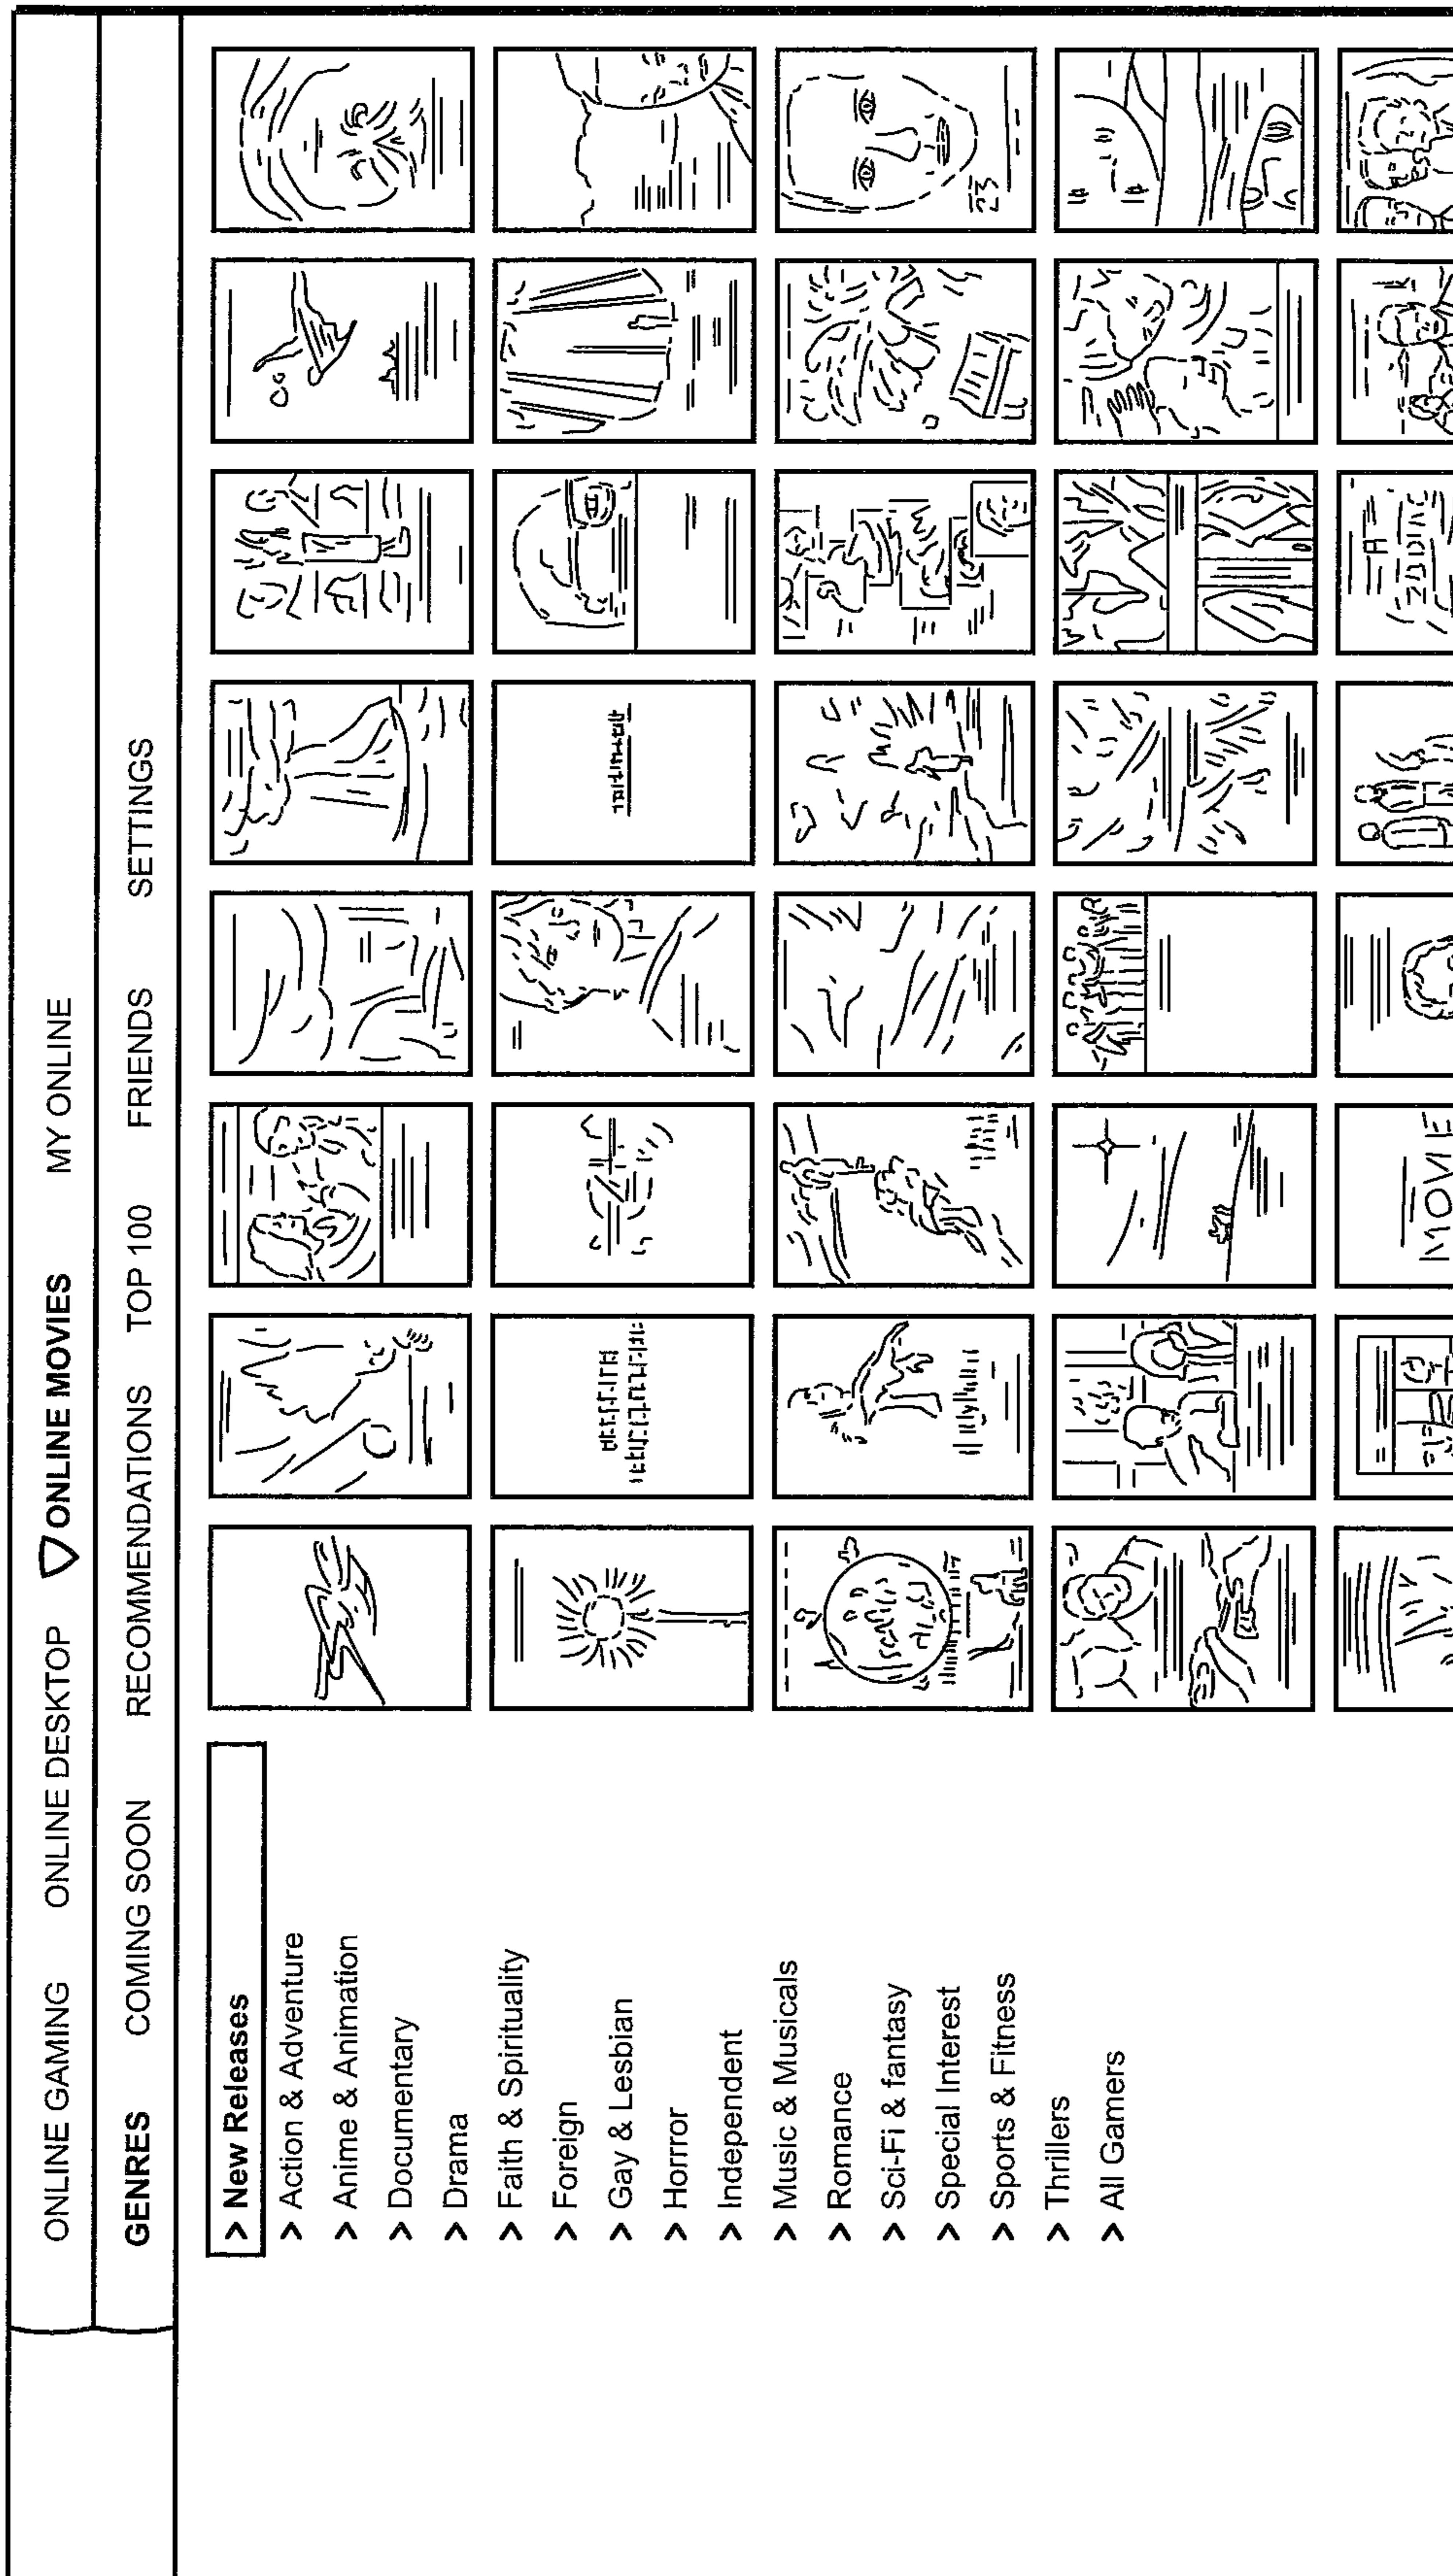 ONLINE GAMING ONLINE DESKTOP ONLINE MOVIES MY ONLINE
GENRES COMING SOON RECOMMENDATIONS TOP 100 FRIENDS SETTINGS
> New Releases
> Action & Adventure
> Anime & Animation
> Documentary
> Drama
> Faith & Spirituality
> Foreign
> Gay & Lesbian
> Horrror
> Independent
> Music & Musicals
> Romance
> Sci-Fi & fantasy
> Special Interest
> Sports & Fitness
> Thrillers
> All Gamers
23
MOVIE